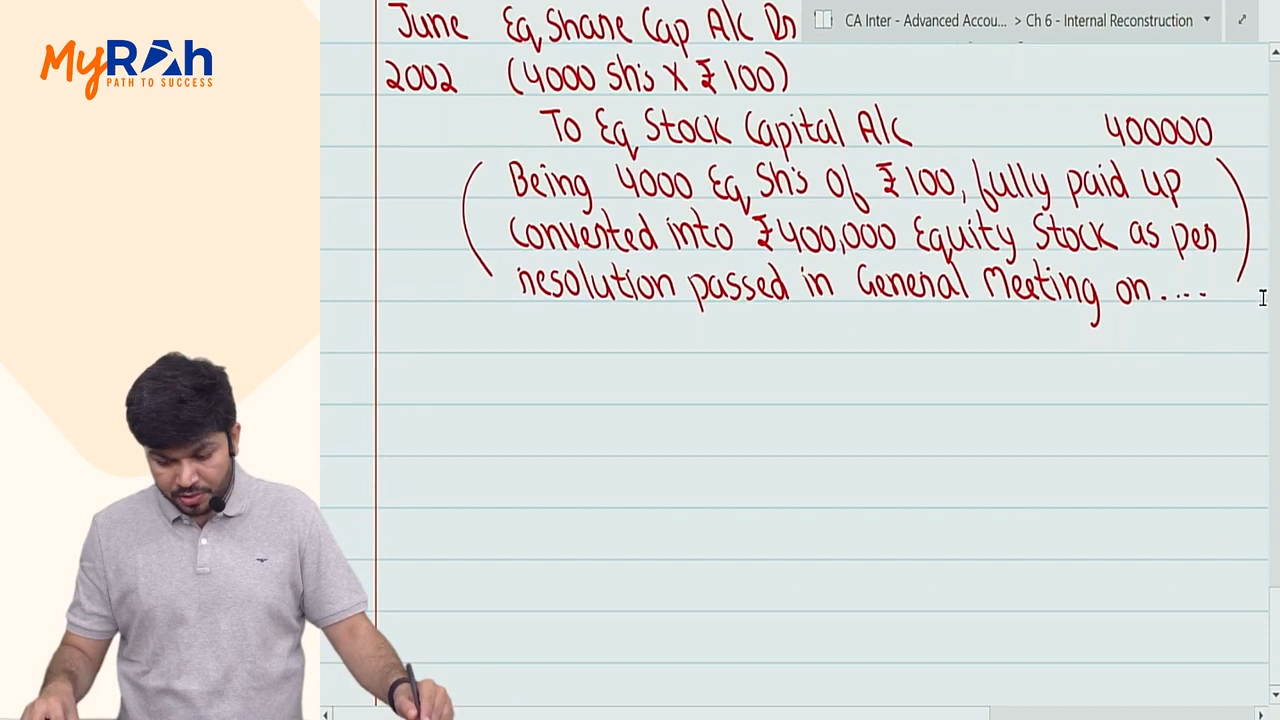 MyRAh
PATH TO SUCCESS
CA Inter - Advanced Accou... > Ch 6 - Internal Reconstruction
June Eq Share Cap A/c Dr
2002 (4000 Sh's X ₹100)
To Eq Stock Capital A/c 400000
(Being 4000 Eq Sh's Of ₹100, fully paid up
converted into ₹400,000 Equity Stock as per
resolution passed in General Meeting on....)